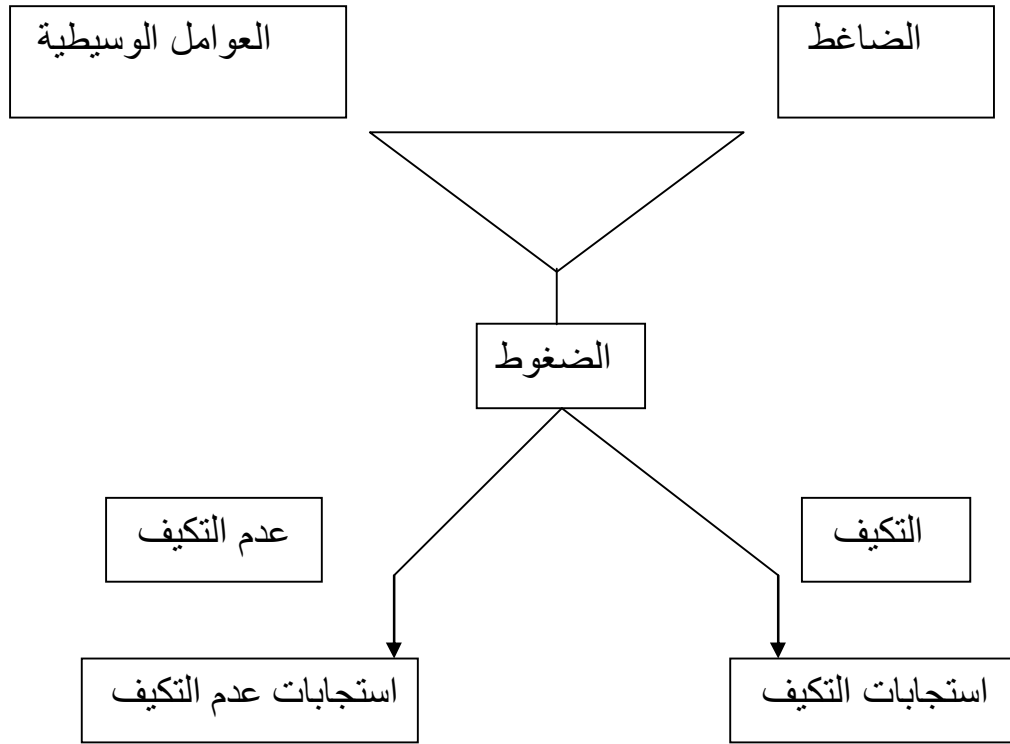 الضاغط
العوامل الوسيطية
الضغوط
التكيف
عدم التكيف
استجابات التكيف
استجابات عدم التكيف